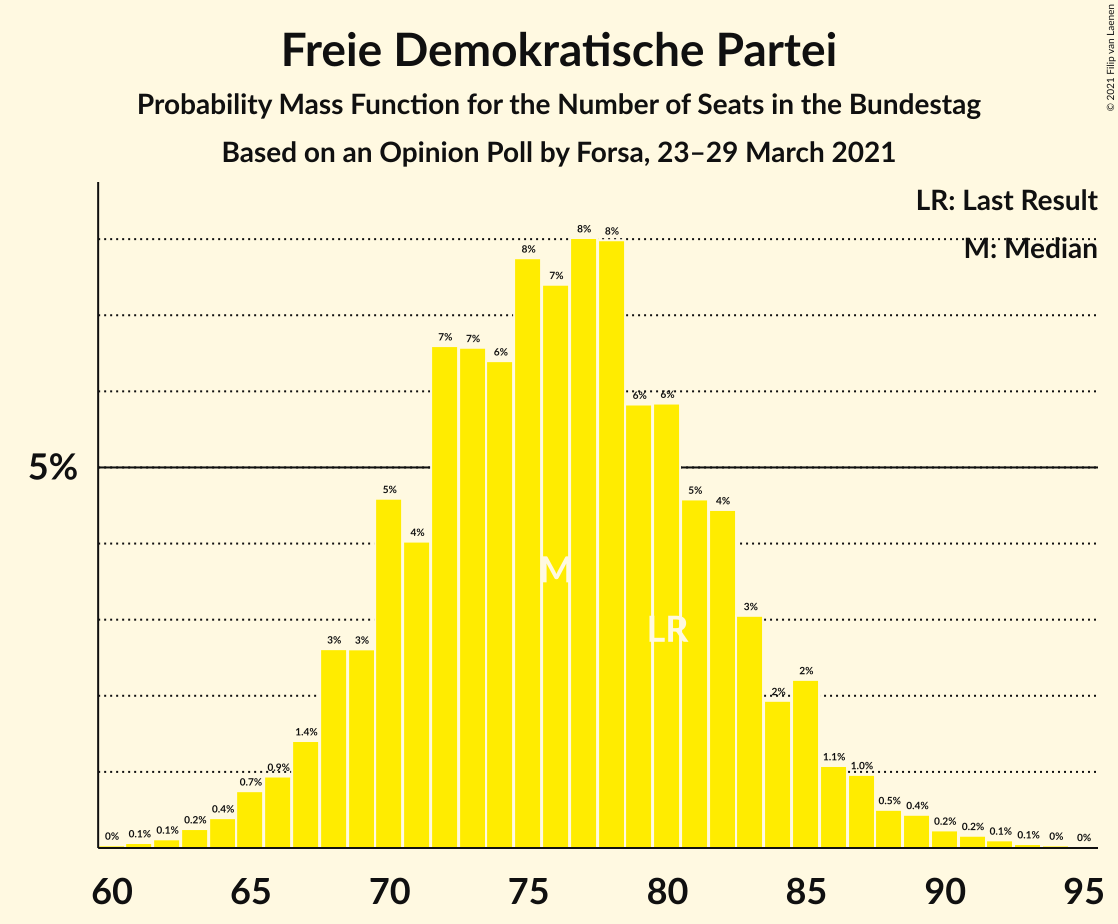 Freie Demokratische Partei
Probability Mass Function for the Number of Seats in the Bundestag
Based on an Opinion Poll by Forsa, 23–29 March 2021
© 2021 Filip van Laenen
LR: Last Result
M: Median
5%
0% 0.1% 0.1% 0.2% 0.4% 0.7% 0.9% 1.4% 3% 3% 5% 4% 7% 7% 6% 8% 7% 8% 8% 6% 6% 5% 4% 3% 2% 2% 1.1% 1.0% 0.5% 0.4% 0.2% 0.2% 0.1% 0.1% 0% 0%
M
LR
60 65 70 75 80 85 90 95